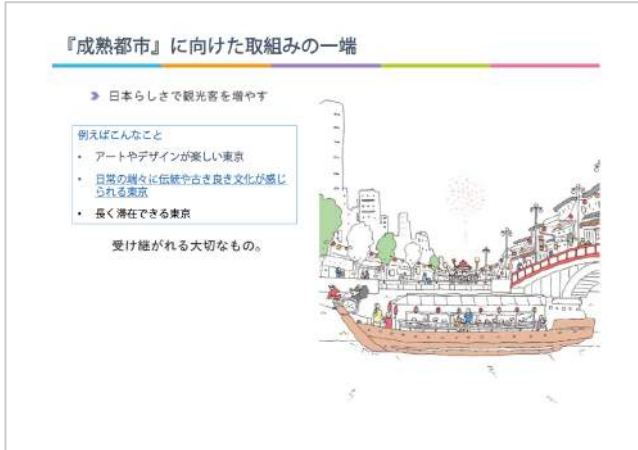 『成熟都市』に向けた取組みの一端
日本らしさで観光客を増やす
例えばこんなこと
・ アートやデザインが楽しい東京
・ 日常の端々に伝統や古き良き文化が感じ
られる東京
・ 長く滞在できる東京
受け継がれる大切なもの。